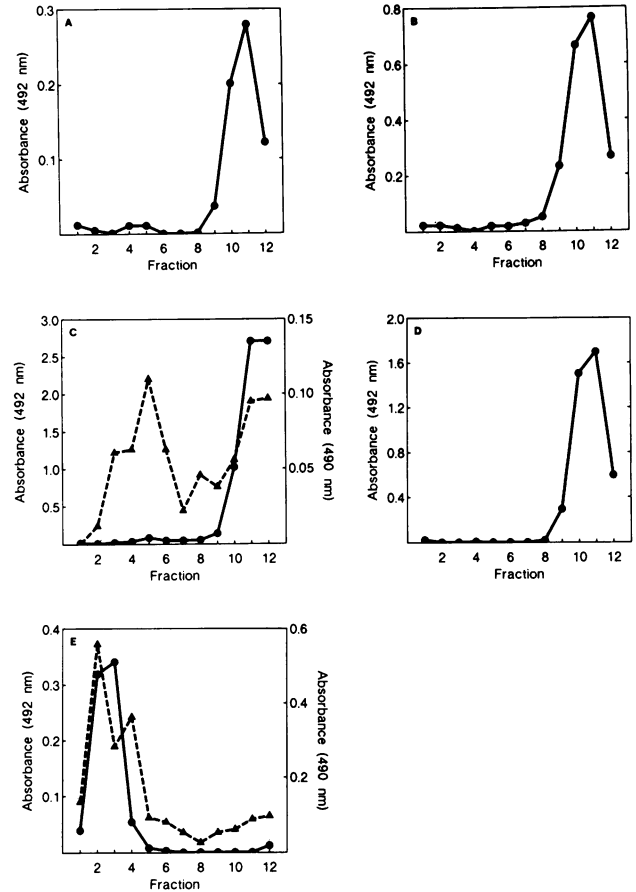 A
Absorbance (492 nm)
0.3
0.2
0.1
2 4 6 8 10 12
Fraction
B
Absorbance (492 nm)
0.8
0.6
0.4
0.2
2 4 6 8 10 12
Fraction
C
Absorbance (492 nm)
3.0
2.5
2.0
1.5
1.0
0.5
0.15
0.10
0.05
Absorbance (490 nm)
2 4 6 8 10 12
Fraction
D
Absorbance (492 nm)
2.0
1.6
1.2
0.8
0.4
2 4 6 8 10 12
Fraction
E
Absorbance (492 nm)
0.4
0.3
0.2
0.1
0.6
0.4
0.2
Absorbance (490 nm)
2 4 6 8 10 12
Fraction